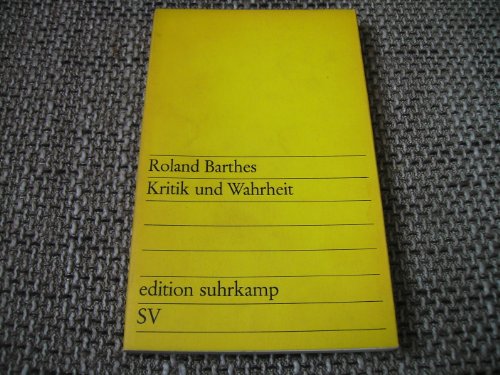 Roland Barthes
Kritik und Wahrheit
edition suhrkamp
SV